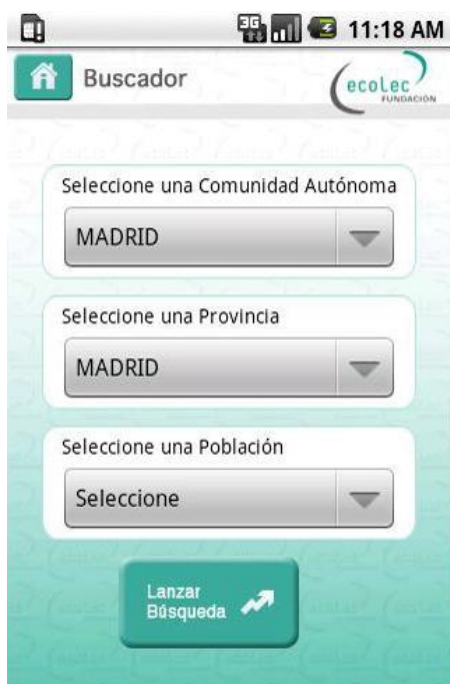 3G 11:18 AM
Buscador
ecolec
FUNDACIÓN
Seleccione una Comunidad Autónoma
MADRID
Seleccione una Provincia
MADRID
Seleccione una Población
Seleccione
Lanzar
Búsqueda